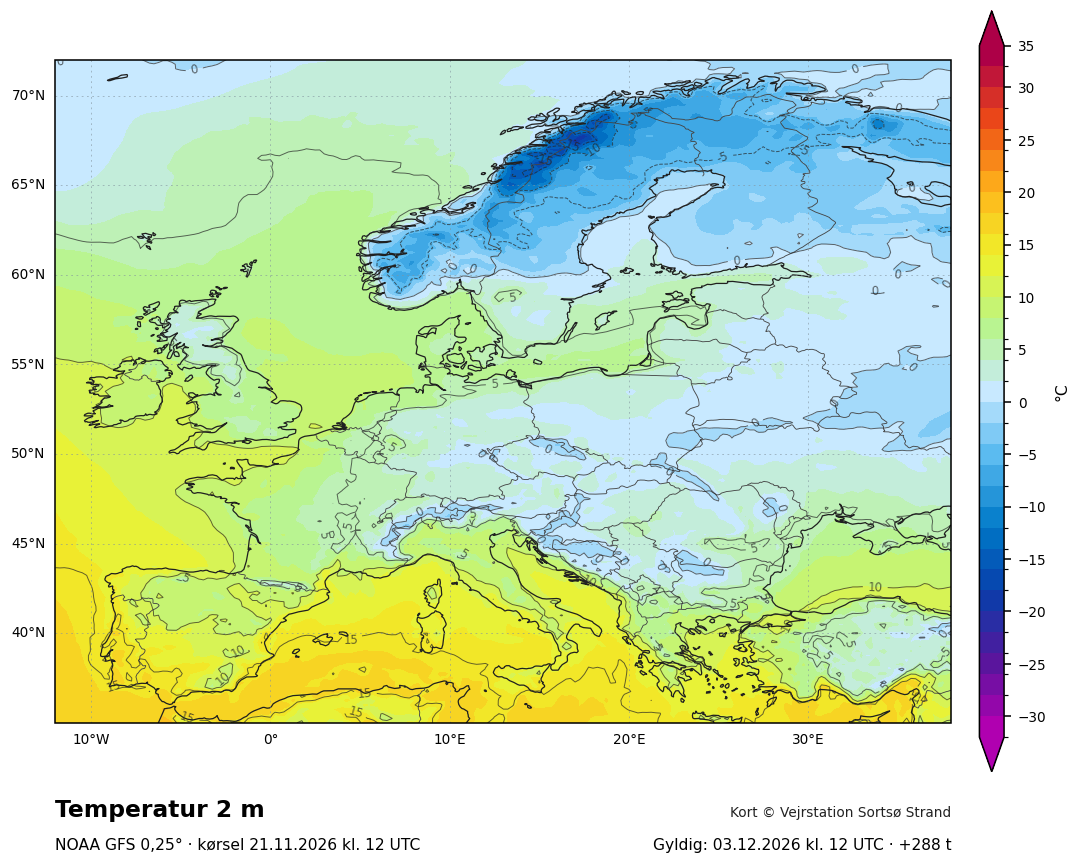 35
30
25
20
15
10
5
0
−5
−10
−15
−20
−25
−30
°C
70°N
65°N
60°N
55°N
50°N
45°N
40°N
10°W
0°
10°E
20°E
30°E
Temperatur 2 m
Kort © Vejrstation Sortsø Strand
NOAA GFS 0,25° · kørsel 21.11.2026 kl. 12 UTC
Gyldig: 03.12.2026 kl. 12 UTC · +288 t